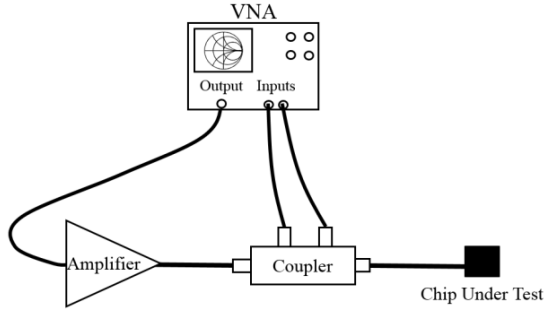 VNA
Output Inputs
Amplifier
Coupler
Chip Under Test